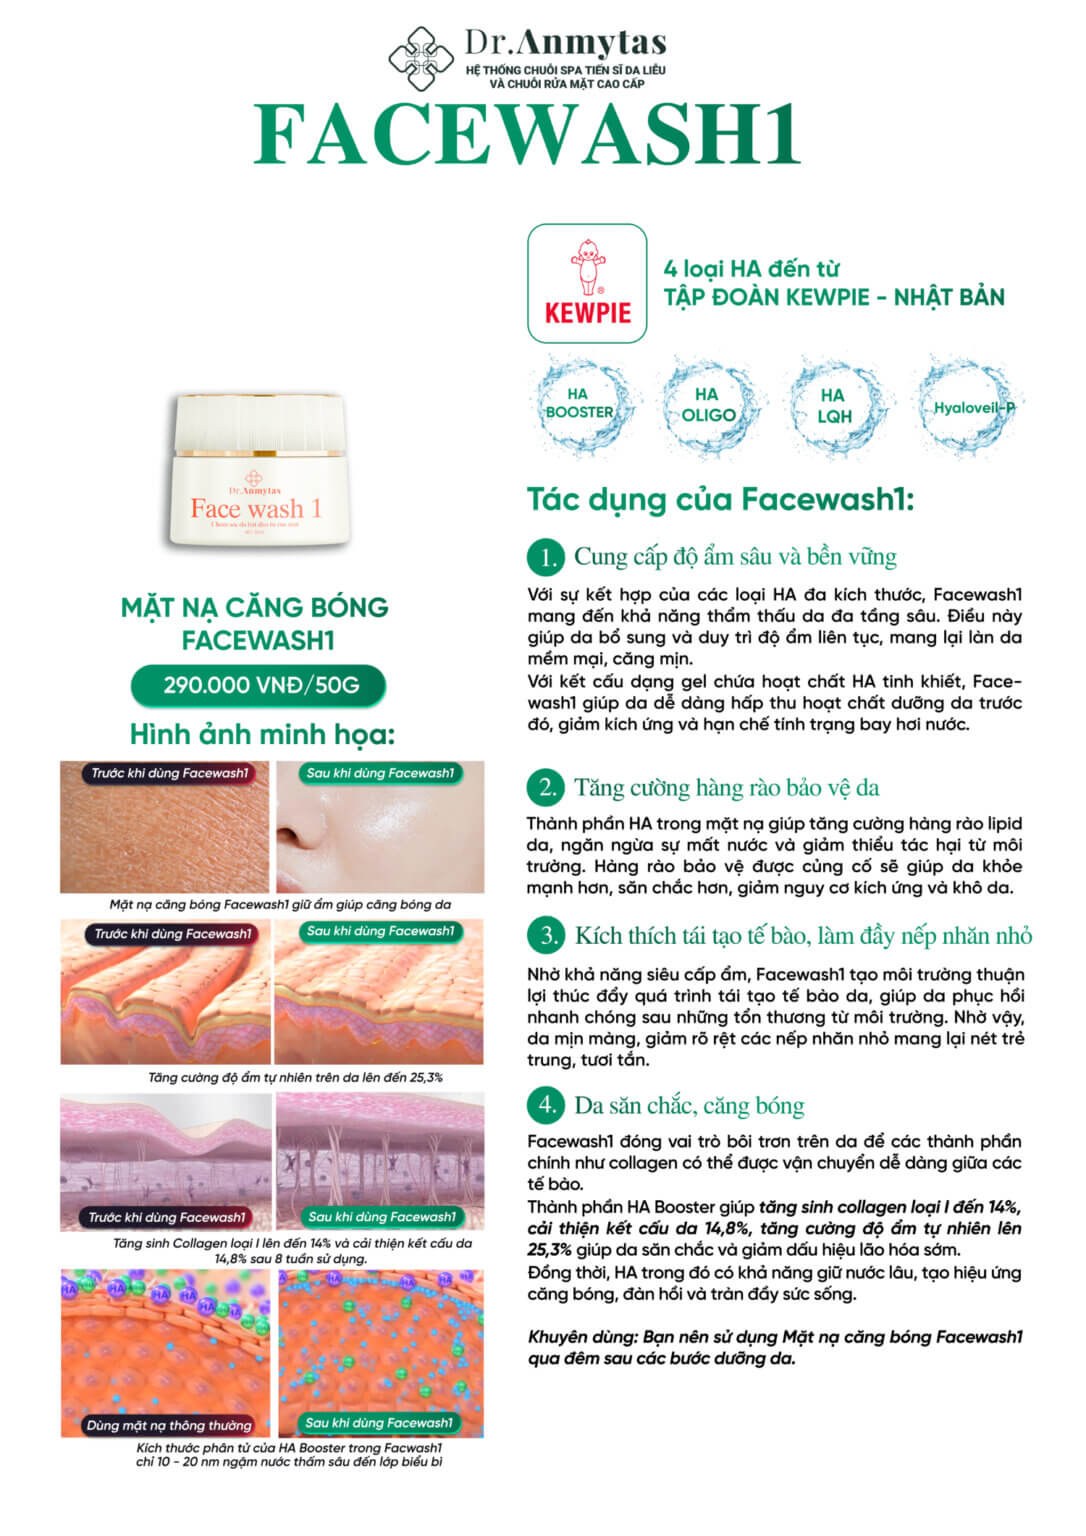 Dr.Anmytas
HỆ THỐNG CHUỖI SPA TIẾN SĨ DA LIỄU
VÀ CHUỖI RỬA MẶT CAO CẤP
FACEWASH1
KEWPIE
®
4 loại HA đến từ
TẬP ĐOÀN KEWPIE - NHẬT BẢN
HA
BOOSTER
HA
OLIGO
HA
LQH
Hyaloveil-P
Dr.Anmytas
Face wash 1
MẶT NẠ CĂNG BÓNG
FACEWASH1
290.000 VNĐ/50G
Hình ảnh minh họa:
Trước khi dùng Facewash1
Sau khi dùng Facewash1
Mặt nạ căng bóng Facewash1 giữ ẩm giúp căng bóng da
Trước khi dùng Facewash1
Sau khi dùng Facewash1
Tăng cường độ ẩm tự nhiên trên da lên đến 25,3%
Trước khi dùng Facewash1
Sau khi dùng Facewash1
Tăng sinh Collagen loại I lên đến 14% và cải thiện kết cấu da
14,8% sau 8 tuần sử dụng.
HA HA HA HA HA
Dùng mặt nạ thông thường
Sau khi dùng Facewash1
Kích thước phân tử của HA Booster trong Facwash1
chỉ 10 - 20 nm ngậm nước thấm sâu đến lớp biểu bì
Tác dụng của Facewash1:
1. Cung cấp độ ẩm sâu và bền vững
Với sự kết hợp của các loại HA đa kích thước, Facewash1
mang đến khả năng thẩm thấu da đa tầng sâu. Điều này
giúp da bổ sung và duy trì độ ẩm liên tục, mang lại làn da
mềm mại, căng mịn.
Với kết cấu dạng gel chứa hoạt chất HA tinh khiết, Face-
wash1 giúp da dễ dàng hấp thu hoạt chất dưỡng da trước
đó, giảm kích ứng và hạn chế tính trạng bay hơi nước.
2. Tăng cường hàng rào bảo vệ da
Thành phần HA trong mặt nạ giúp tăng cường hàng rào lipid
da, ngăn ngừa sự mất nước và giảm thiểu tác hại từ môi
trường. Hàng rào bảo vệ được củng cố sẽ giúp da khỏe
mạnh hơn, săn chắc hơn, giảm nguy cơ kích ứng và khô da.
3. Kích thích tái tạo tế bào, làm đầy nếp nhăn nhỏ
Nhờ khả năng siêu cấp ẩm, Facewash1 tạo môi trường thuận
lợi thúc đẩy quá trình tái tạo tế bào da, giúp da phục hồi
nhanh chóng sau những tổn thương từ môi trường. Nhờ vậy,
da mịn màng, giảm rõ rệt các nếp nhăn nhỏ mang lại nét trẻ
trung, tươi tắn.
4. Da săn chắc, căng bóng
Facewash1 đóng vai trò bôi trơn trên da để các thành phần
chính như collagen có thể được vận chuyển dễ dàng giữa các
tế bào.
Thành phần HA Booster giúp tăng sinh collagen loại I đến 14%,
cải thiện kết cấu da 14,8%, tăng cường độ ẩm tự nhiên lên
25,3% giúp da săn chắc và giảm dấu hiệu lão hóa sớm.
Đồng thời, HA trong đó có khả năng giữ nước lâu, tạo hiệu ứng
căng bóng, đàn hồi và tràn đầy sức sống.
Khuyên dùng: Bạn nên sử dụng Mặt nạ căng bóng Facewash1
qua đêm sau các bước dưỡng da.